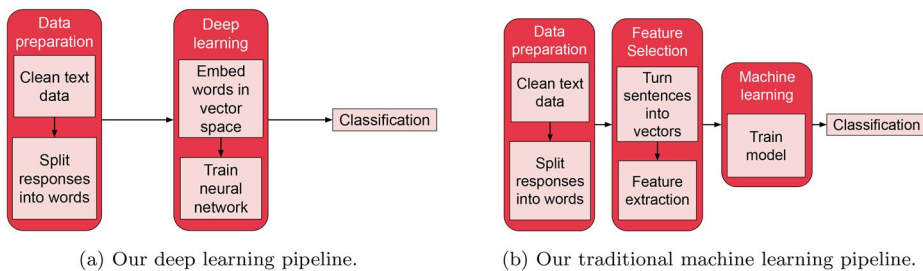 Data
preparation
Clean text
data
Split
responses
into words
Deep
learning
Embed
words in
vector
space
Train
neural
network
Classification
(a) Our deep learning pipeline.
Data
preparation
Clean text
data
Split
responses
into words
Feature
Selection
Turn
sentences
into
vectors
Feature
extraction
Machine
learning
Train
model
Classification
(b) Our traditional machine learning pipeline.